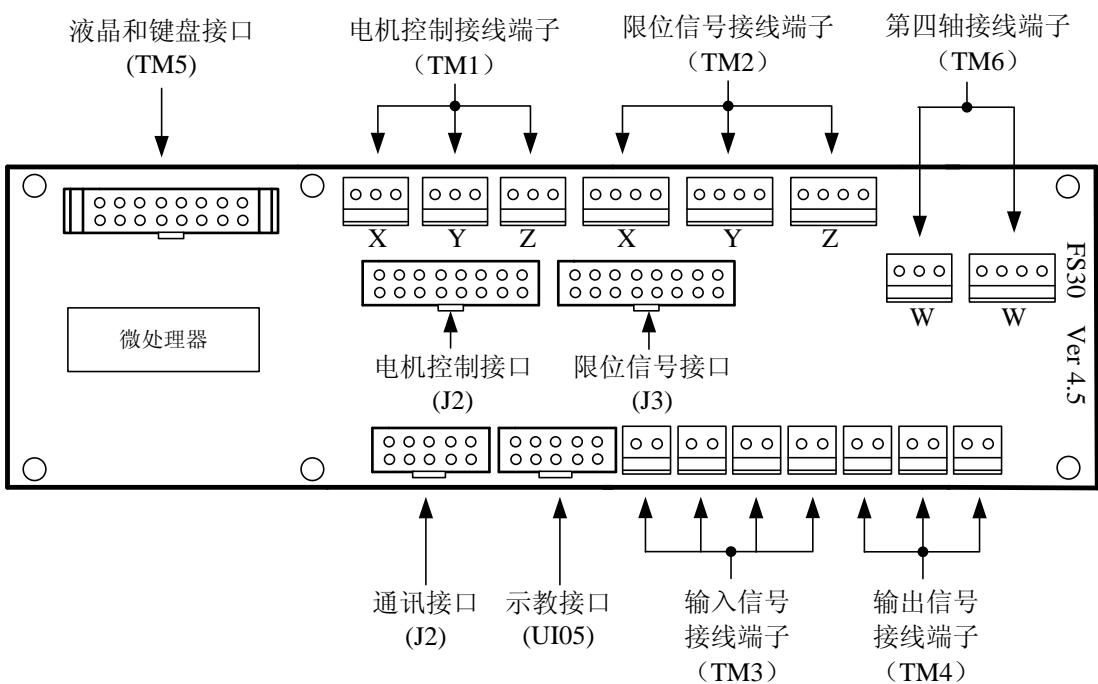 液晶和键盘接口
(TM5)
电机控制接线端子
（TM1）
限位信号接线端子
（TM2）
第四轴接线端子
（TM6）
X
Y
Z
X
Y
Z
W
W
FS30 Ver 4.5
微处理器
电机控制接口
(J2)
限位信号接口
(J3)
通讯接口
(J2)
示教接口
(UI05)
输入信号
接线端子
（TM3）
输出信号
接线端子
（TM4）